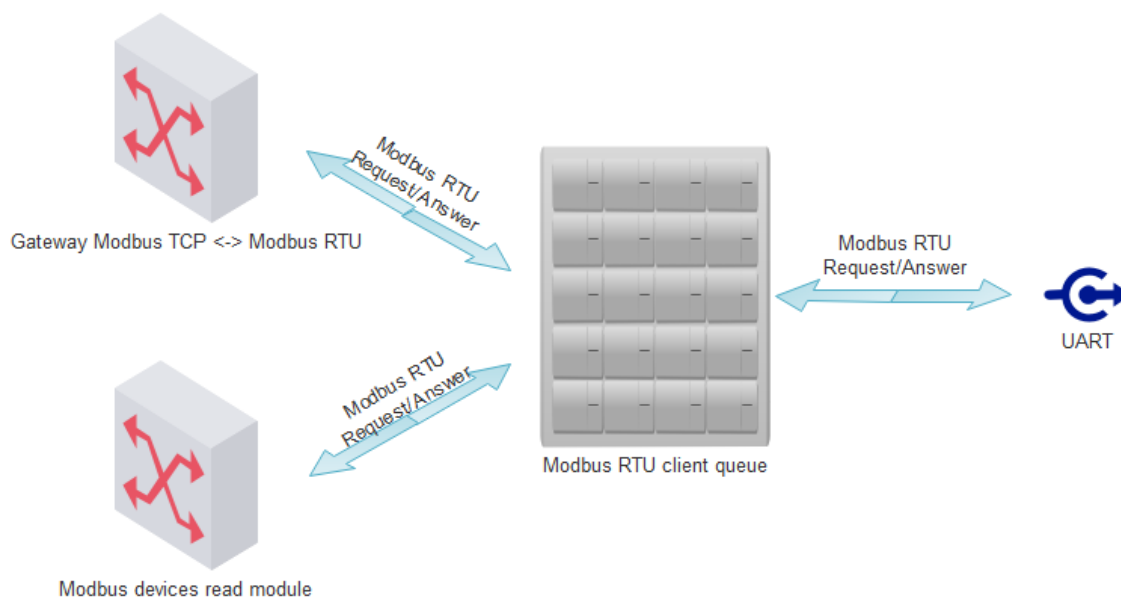 Modbus RTU
Request/Answer
Gateway Modbus TCP <-> Modbus RTU
Modbus RTU
Request/Answer
UART
Modbus RTU
Request/Answer
Modbus RTU client queue
Modbus devices read module